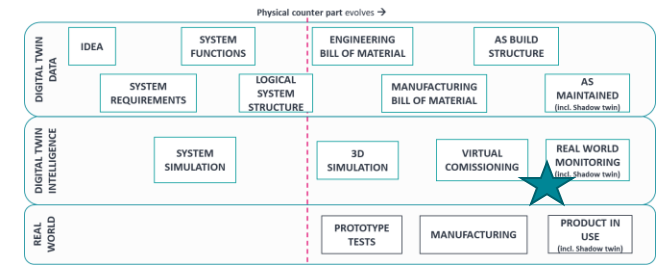 Physical counter part evolves →
DIGITAL TWIN
DATA
IDEA
SYSTEM
FUNCTIONS
ENGINEERING
BILL OF MATERIAL
AS BUILD
STRUCTURE
SYSTEM
REQUIREMENTS
LOGICAL
SYSTEM
STRUCTURE
MANUFACTURING
BILL OF MATERIAL
AS
MAINTAINED
(incl. Shadow twin)
DIGITAL TWIN
INTELLIGENCE
SYSTEM
SIMULATION
3D
SIMULATION
VIRTUAL
COMISSIONING
REAL WORLD
MONITORING
(incl. Shadow twin)
REAL
WORLD
PROTOTYPE
TESTS
MANUFACTURING
PRODUCT IN
USE
(incl. Shadow twin)